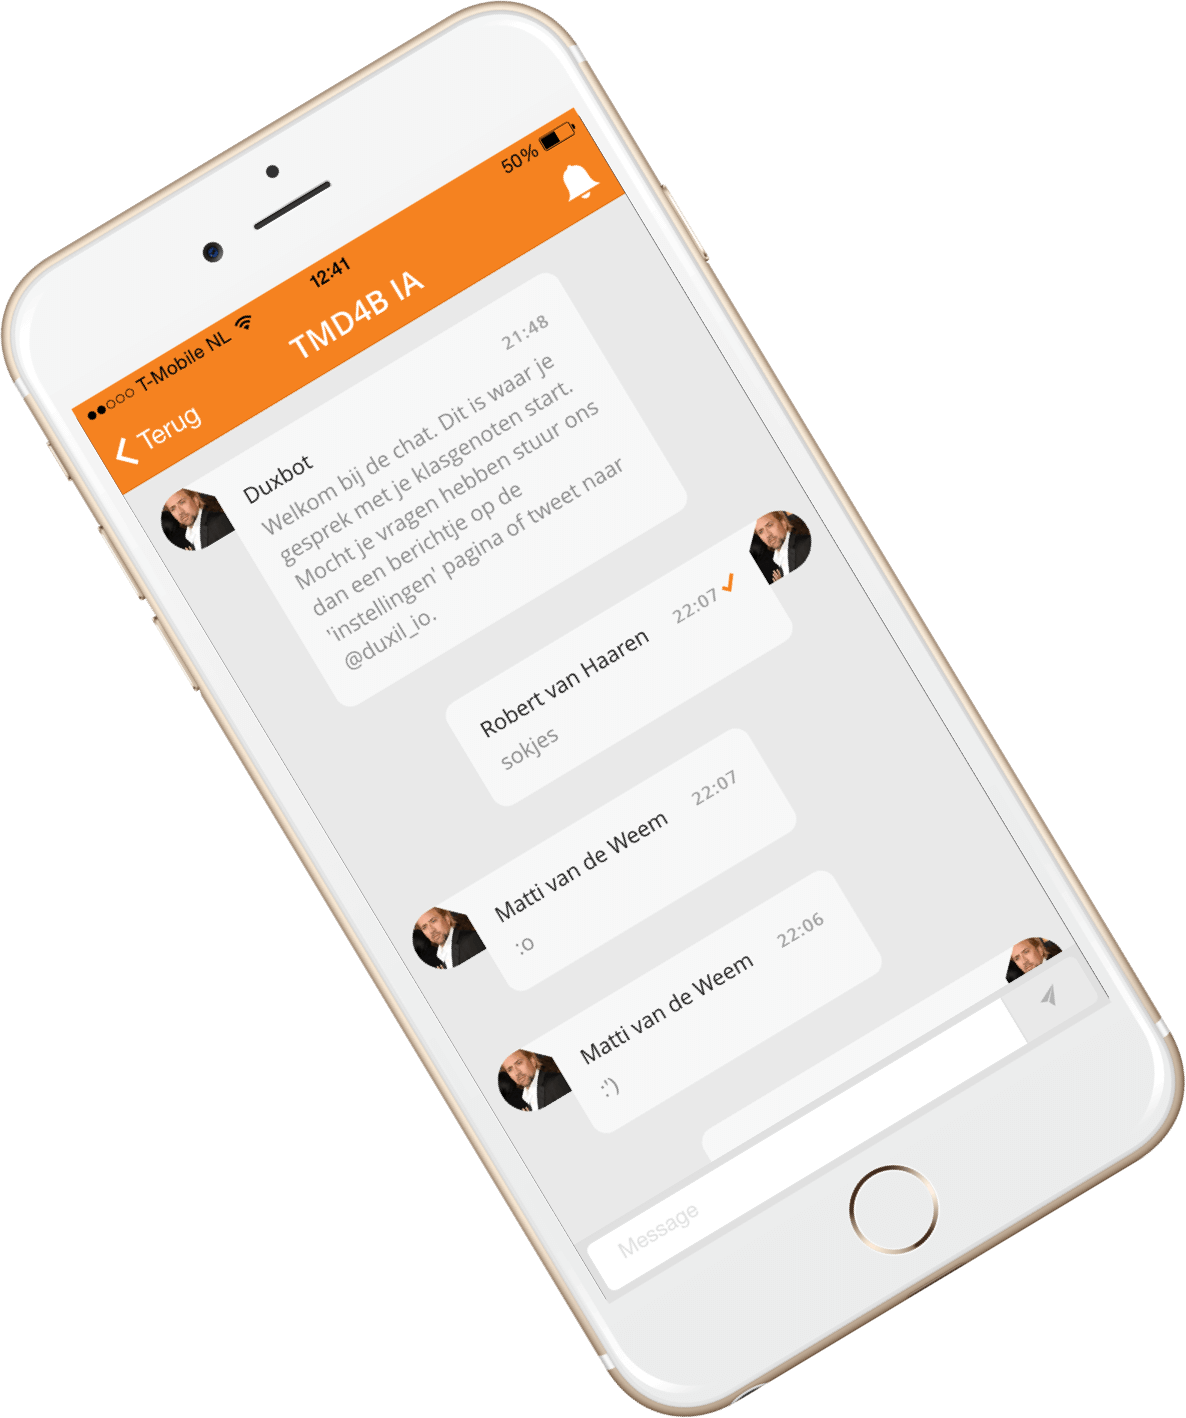 T-Mobile NL
12:41
50%
Terug
TMD4B IA
Duxbot
21:48
Welkom bij de chat. Dit is waar je
gesprek met je klasgenoten start.
Mocht je vragen hebben stuur ons
dan een berichtje op de
'instellingen' pagina of tweet naar
@duxil_io.
Robert van Haaren
22:07
sokjes
Matti van de Weem
22:07
:o
Matti van de Weem
22:06
:')
Message